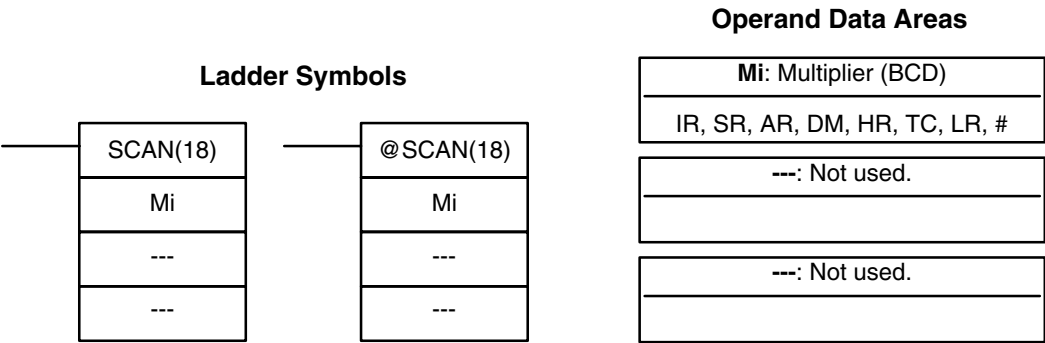 Ladder Symbols
SCAN(18)
Mi
---
---
@SCAN(18)
Mi
---
---
Operand Data Areas
Mi: Multiplier (BCD)
IR, SR, AR, DM, HR, TC, LR, #
---: Not used.
---: Not used.